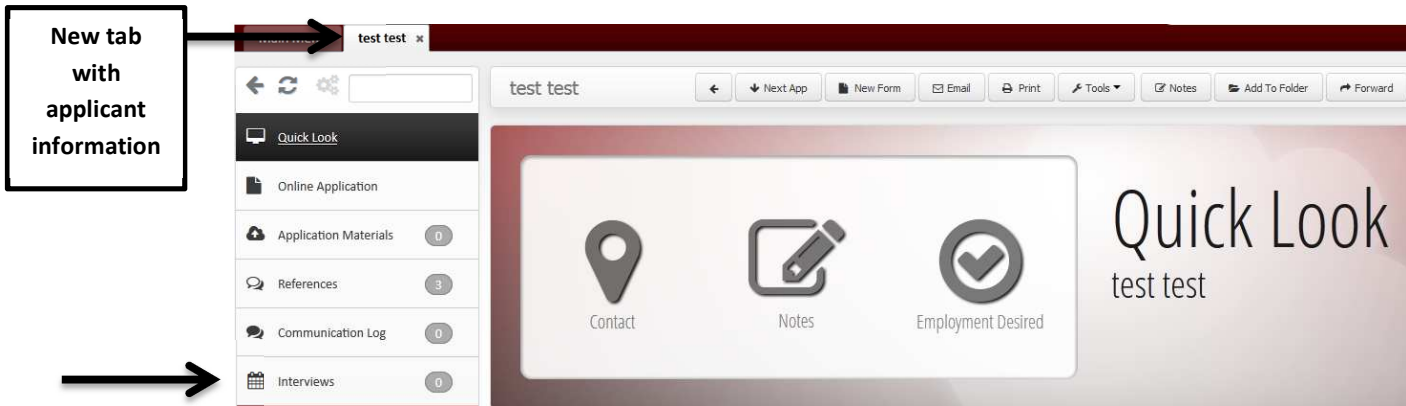 New tab
with
applicant
information
test test ×
test test
Next App
New Form
Email
Print
Tools
Notes
Add To Folder
Forward
Quick Look
Online Application
Application Materials 0
References 3
Communication Log 0
Interviews 0
Contact
Notes
Employment Desired
Quick Look
test test